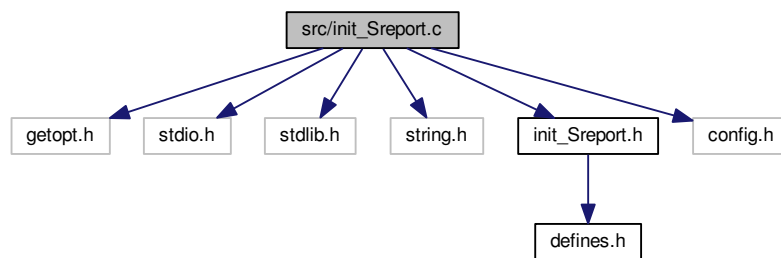 src/init_Sreport.c
getopt.h
stdio.h
stdlib.h
string.h
init_Sreport.h
config.h
defines.h